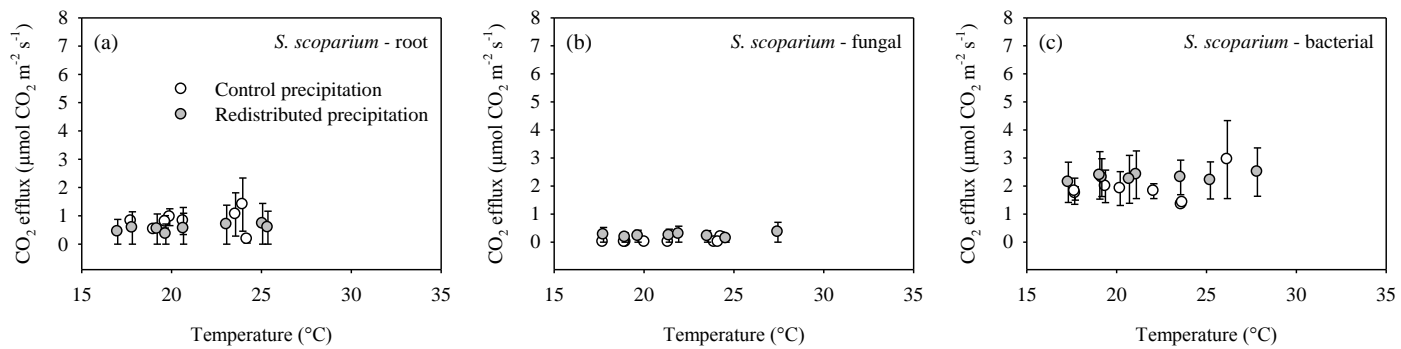 (a)
S. scoparium - root
Control precipitation
Redistributed precipitation
CO₂ efflux (µmol CO₂ m⁻² s⁻¹)
8
7
6
5
4
3
2
1
0
15 20 25 30 35
Temperature (°C)
(b)
S. scoparium - fungal
CO₂ efflux (µmol CO₂ m⁻² s⁻¹)
8
7
6
5
4
3
2
1
0
15 20 25 30 35
Temperature (°C)
(c)
S. scoparium - bacterial
CO₂ efflux (µmol CO₂ m⁻² s⁻¹)
8
7
6
5
4
3
2
1
0
15 20 25 30 35
Temperature (°C)